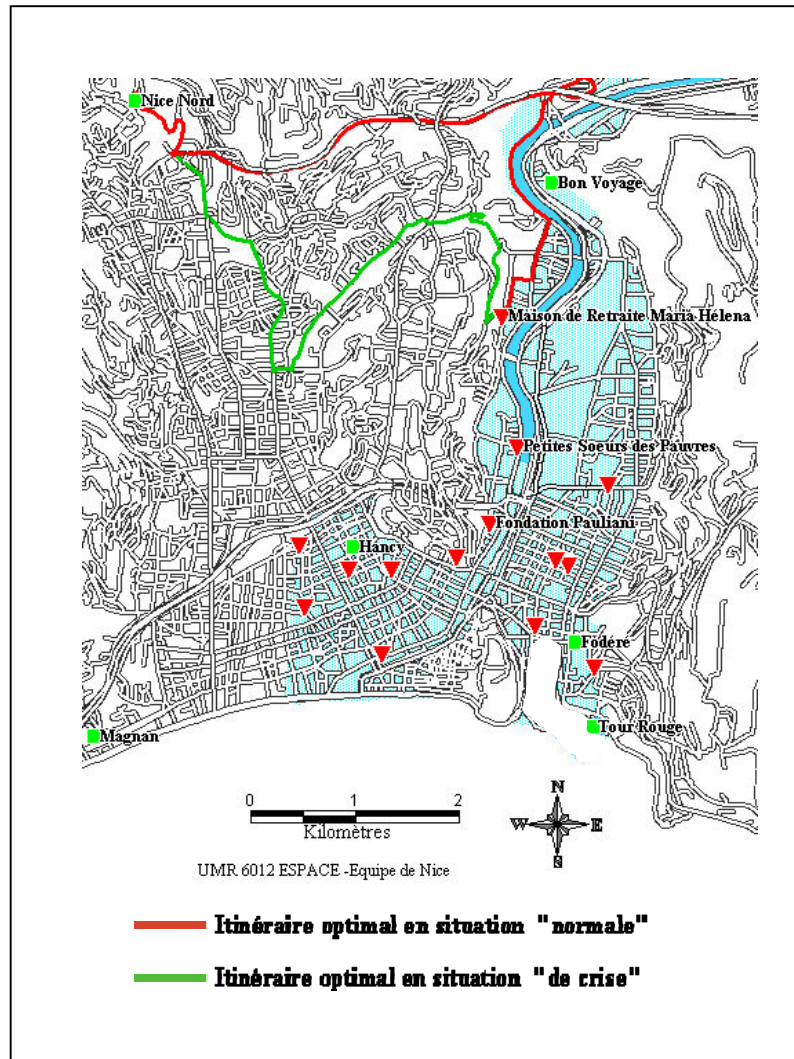 Nice Nord
Bon Voyage
Maison de Retraite Maria Hélena
Petites Soeurs des Pauvres
Fondation Pauliani
Hancy
Fodéré
Magnan
Tour Rouge
N
W E
S
0 1 2
Kilomètres
UMR 6012 ESPACE -Equipe de Nice
Itinéraire optimal en situation "normale"
Itinéraire optimal en situation "de crise"